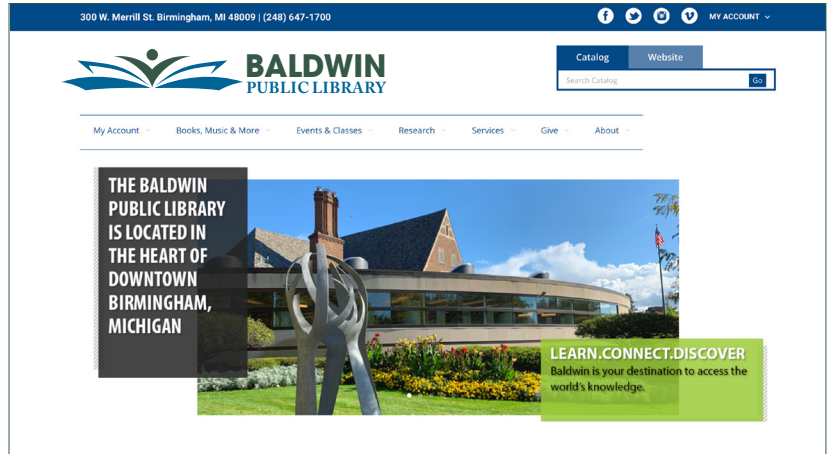 300 W. Merrill St. Birmingham, MI 48009 | (248) 647-1700
MY ACCOUNT
BALDWIN
PUBLIC LIBRARY
Catalog Website
Search Catalog Go
My Account Books, Music & More Events & Classes Research Services Give About
THE BALDWIN
PUBLIC LIBRARY
IS LOCATED IN
THE HEART OF
DOWNTOWN
BIRMINGHAM,
MICHIGAN
LEARN.CONNECT.DISCOVER
Baldwin is your destination to access the
world's knowledge.